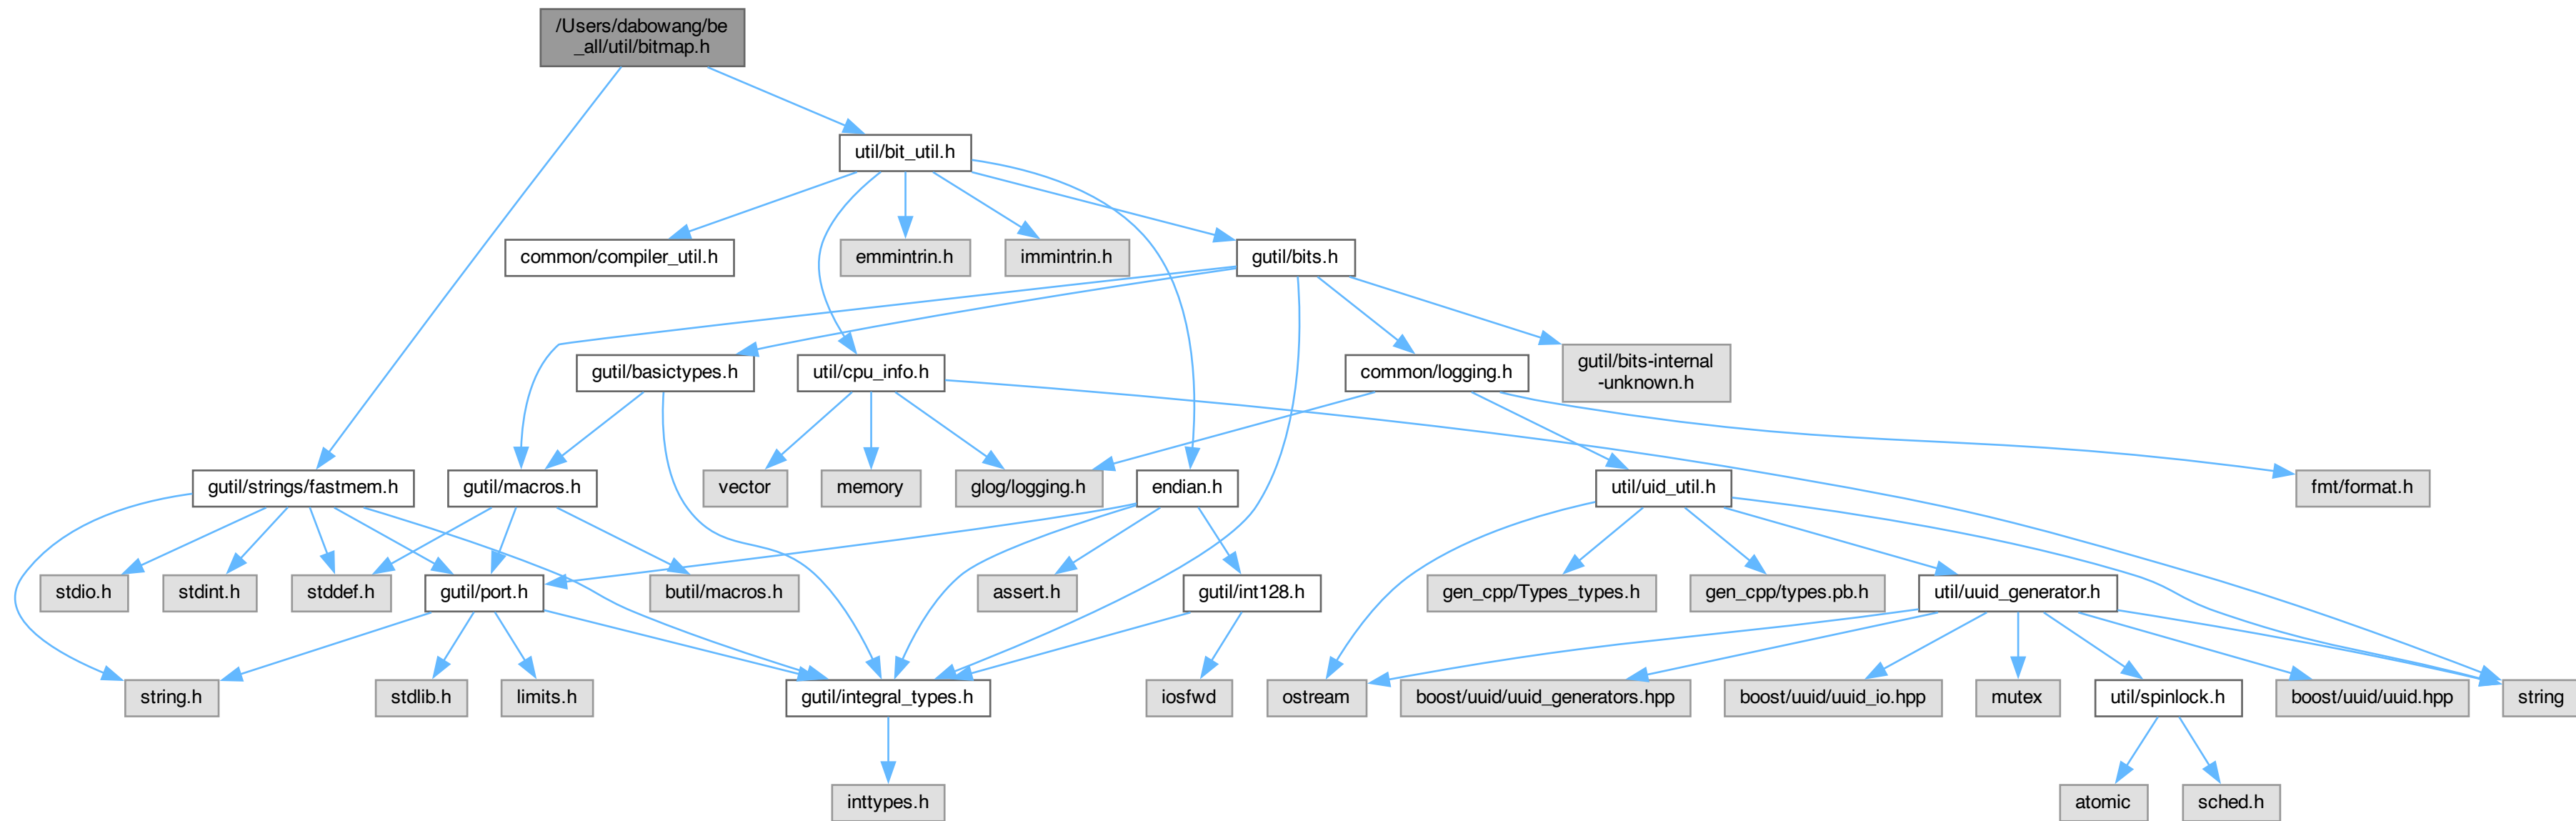 /Users/dabowang/be
_all/util/bitmap.h
util/bit_util.h
common/compiler_util.h
emmintrin.h
immintrin.h
gutil/bits.h
gutil/basictypes.h
util/cpu_info.h
common/logging.h
gutil/bits-internal
-unknown.h
gutil/strings/fastmem.h
gutil/macros.h
vector
memory
glog/logging.h
endian.h
util/uid_util.h
fmt/format.h
stdio.h
stdint.h
stddef.h
gutil/port.h
butil/macros.h
assert.h
gutil/int128.h
gen_cpp/Types_types.h
gen_cpp/types.pb.h
util/uuid_generator.h
string.h
stdlib.h
limits.h
gutil/integral_types.h
iosfwd
ostream
boost/uuid/uuid_generators.hpp
boost/uuid/uuid_io.hpp
mutex
util/spinlock.h
boost/uuid/uuid.hpp
string
inttypes.h
atomic
sched.h